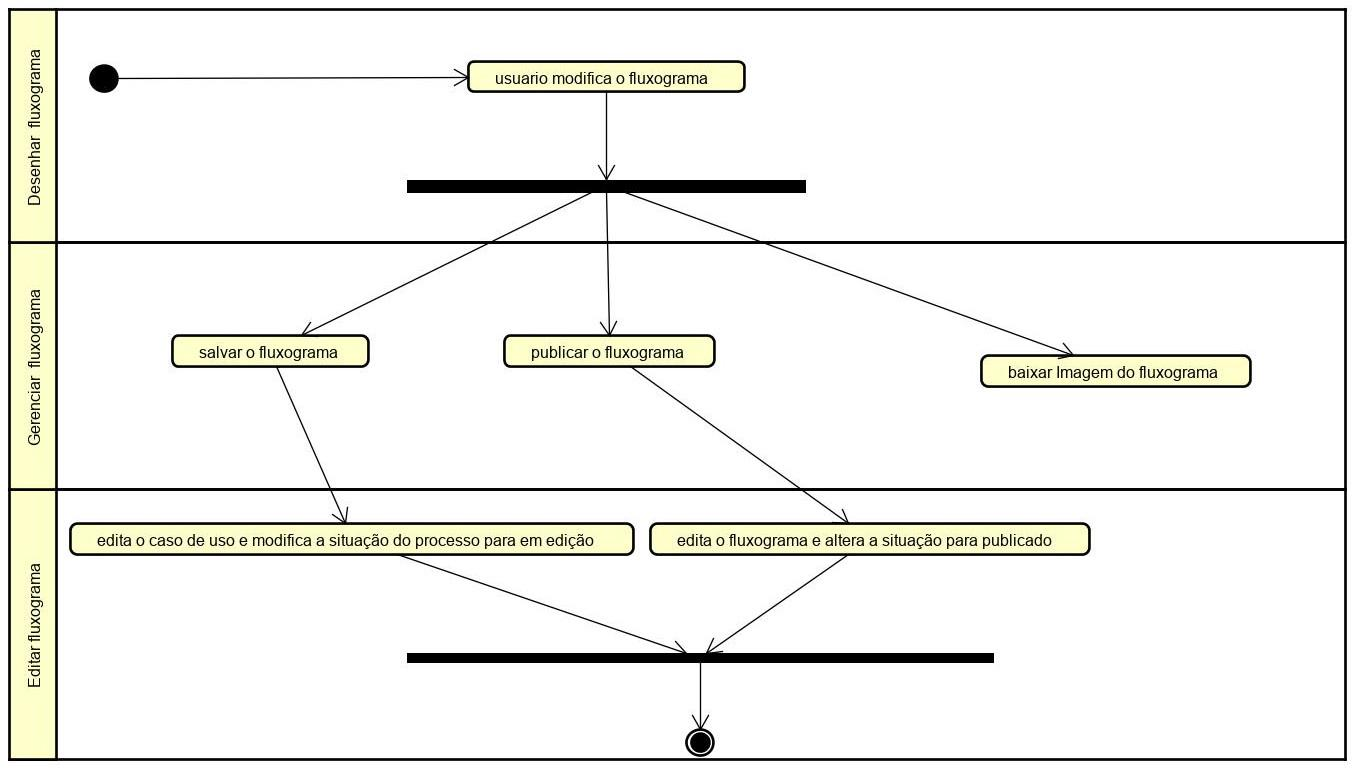 Desenhar fluxograma
usuario modifica o fluxograma
Gerenciar fluxograma
salvar o fluxograma
publicar o fluxograma
baixar Imagem do fluxograma
Editar fluxograma
edita o caso de uso e modifica a situação do processo para em edição
edita o fluxograma e altera a situação para publicado